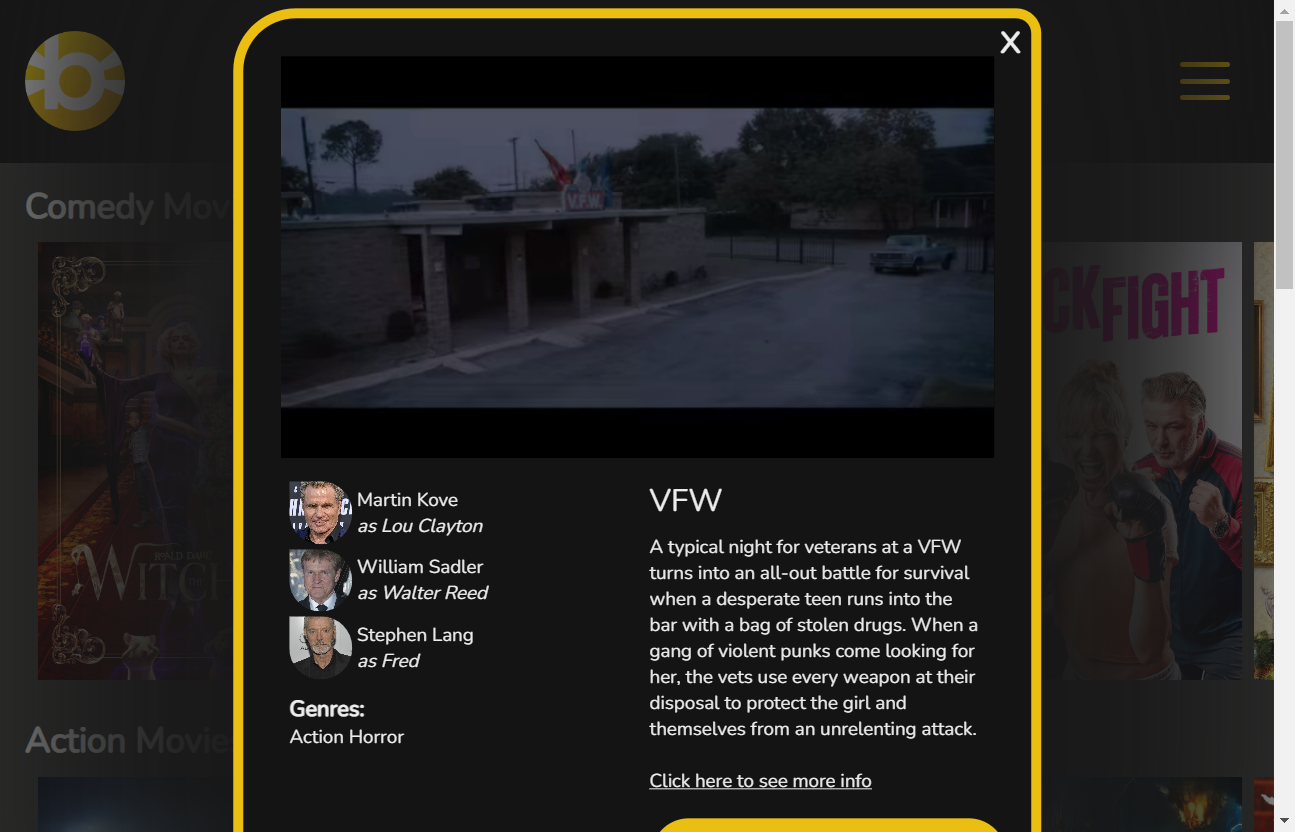 X
b
Comedy Mov
V.F.W.
CK
FIGHT
ROALD DAHL'S
WITCH
THE
Martin Kove
as Lou Clayton
William Sadler
as Walter Reed
Stephen Lang
as Fred
Genres:
Action Horror
VFW
A typical night for veterans at a VFW
turns into an all-out battle for survival
when a desperate teen runs into the
bar with a bag of stolen drugs. When a
gang of violent punks come looking for
her, the vets use every weapon at their
disposal to protect the girl and
themselves from an unrelenting attack.
Click here to see more info
Action Movie